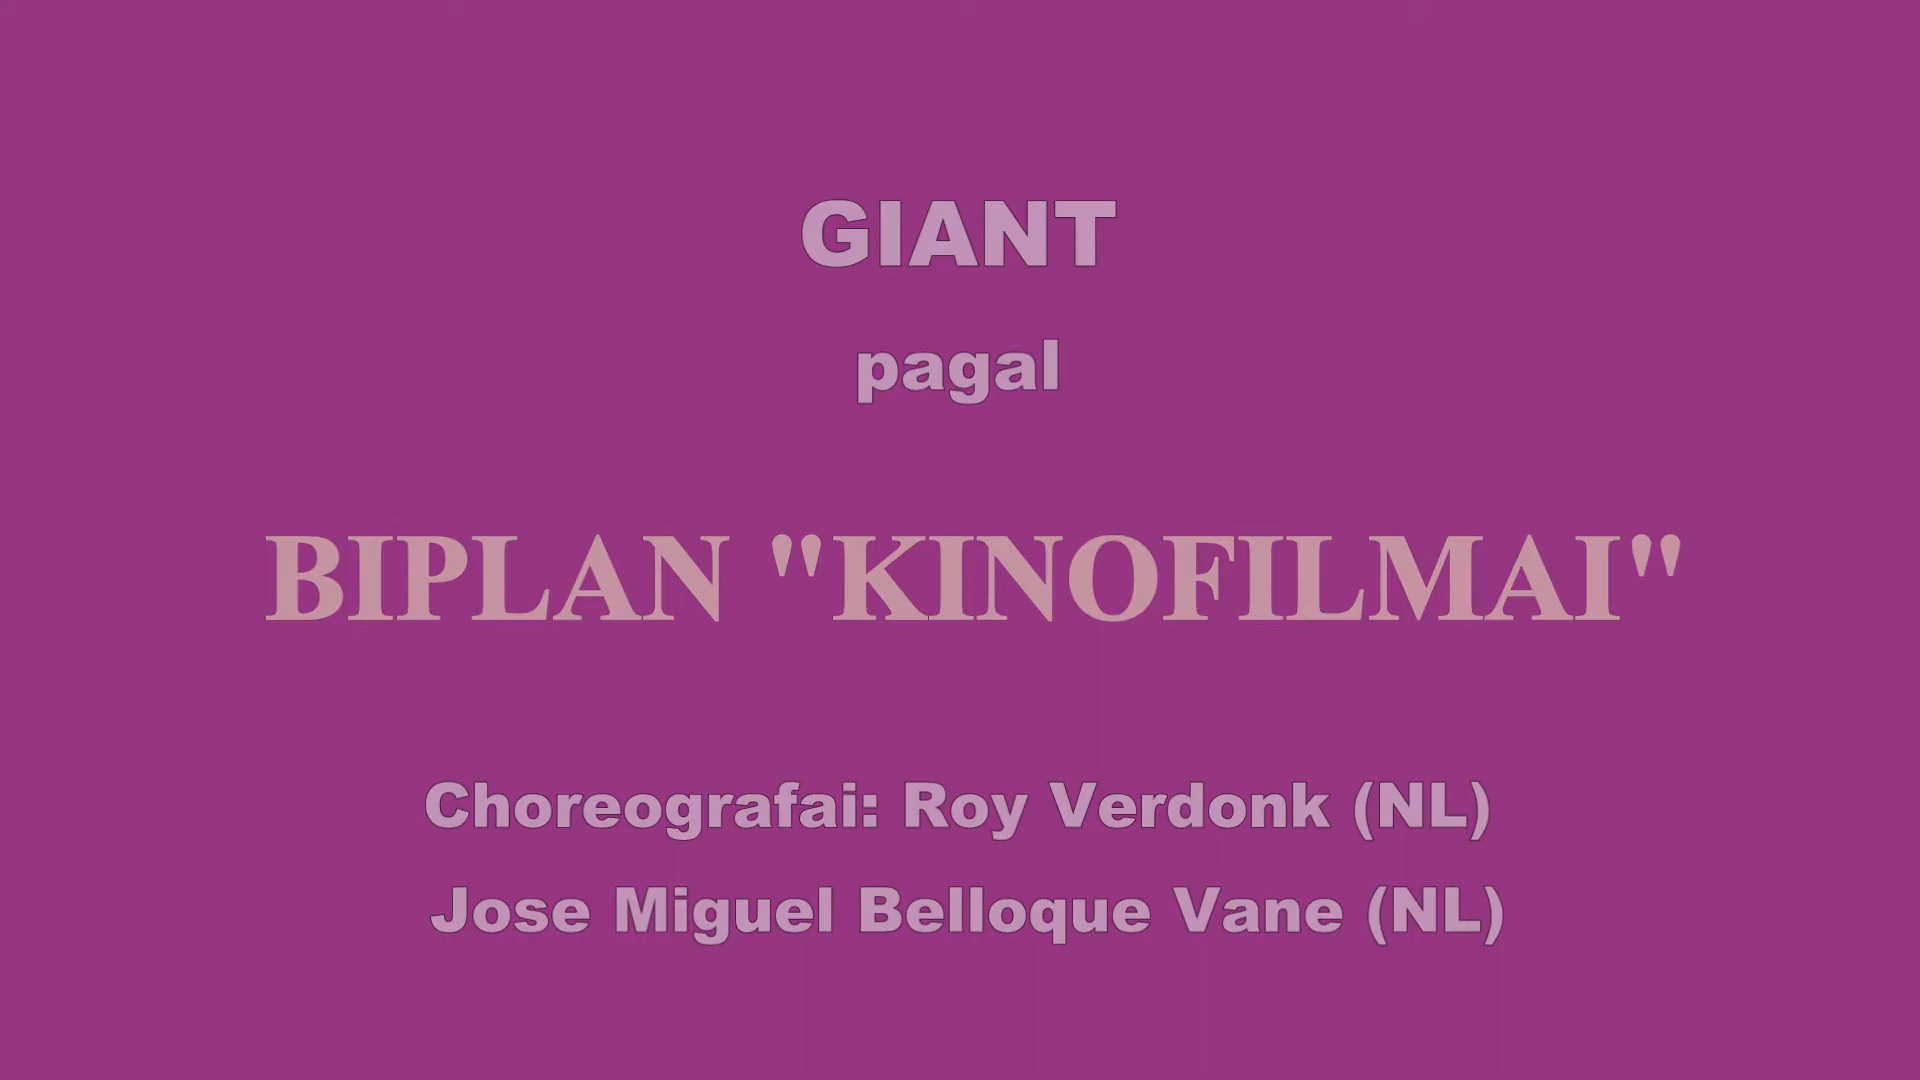 GIANT
pagal
BIPLAN "KINOFILMAI"
Choreografai: Roy Verdonk (NL)
Jose Miguel Belloque Vane (NL)